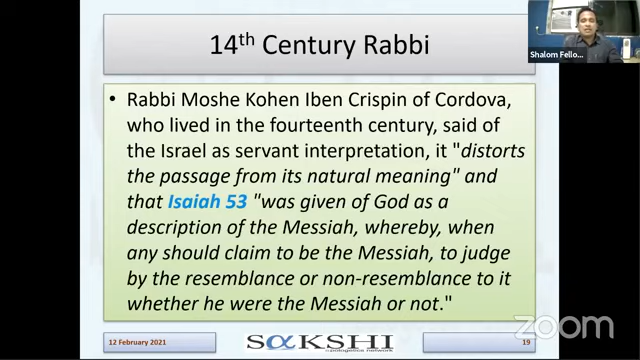 14th Century Rabbi
• Rabbi Moshe Kohen Iben Crispin of Cordova,
who lived in the fourteenth century, said of
the Israel as servant interpretation, it "distorts
the passage from its natural meaning" and
that Isaiah 53 "was given of God as a
description of the Messiah, whereby, when
any should claim to be the Messiah, to judge
by the resemblance or non-resemblance to it
whether he were the Messiah or not."
Shalom Fello...
12 February 2021
SαKSHI
apologetics network
19
zoom